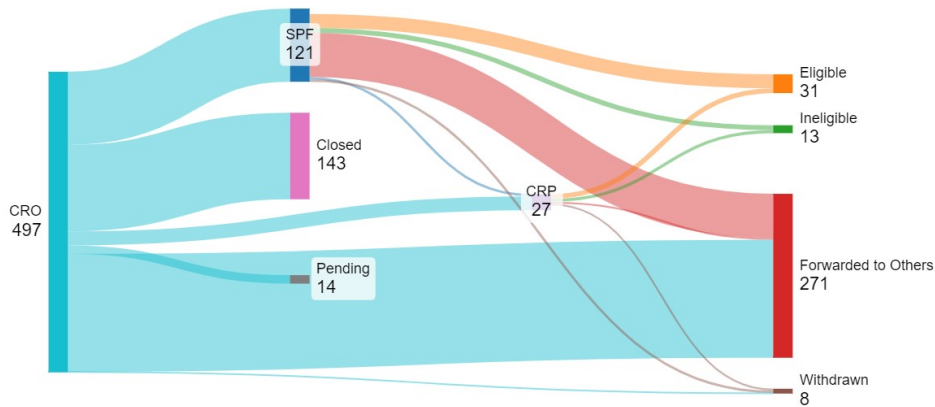 SPF
121
Eligible
31
Ineligible
13
Closed
143
CRP
27
CRO
497
Pending
14
Forwarded to Others
271
Withdrawn
8